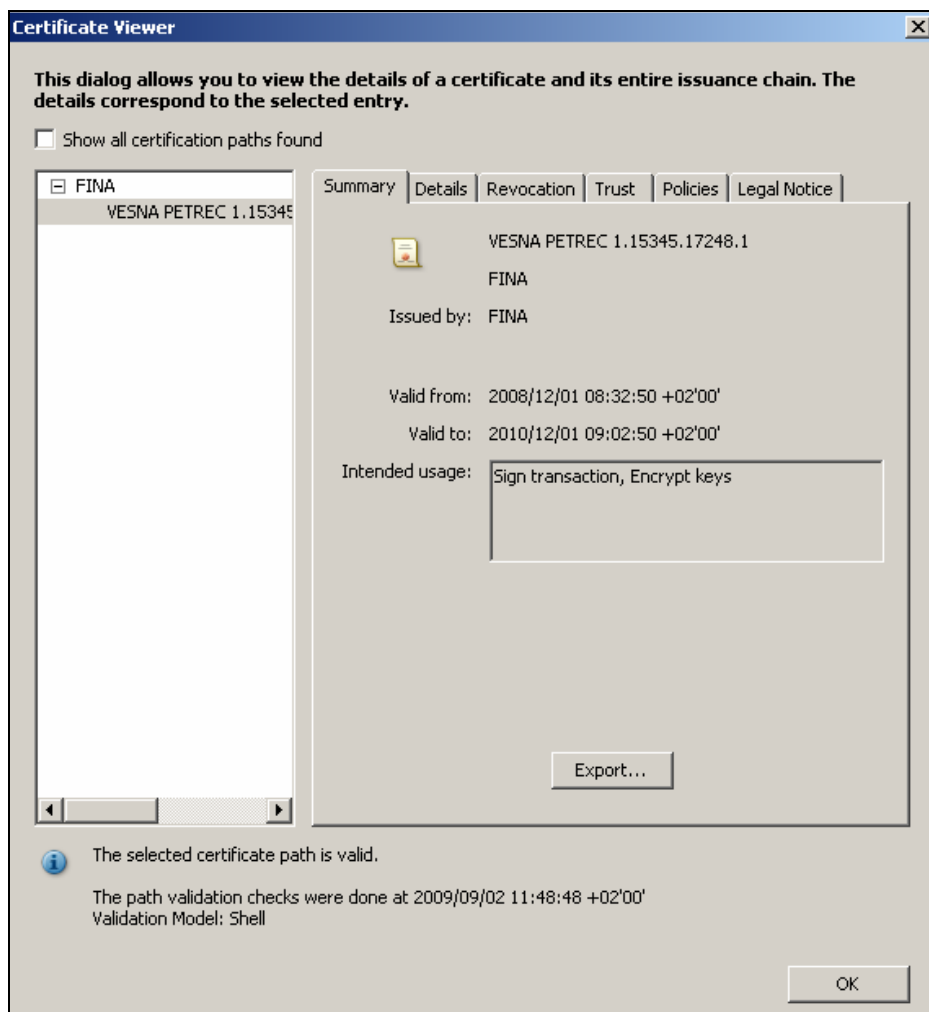 Certificate Viewer
This dialog allows you to view the details of a certificate and its entire issuance chain. The
details correspond to the selected entry.
Show all certification paths found
FINA
VESNA PETREC 1.15345
Summary
Details
Revocation
Trust
Policies
Legal Notice
VESNA PETREC 1.15345.17248.1
FINA
Issued by: FINA
Valid from: 2008/12/01 08:32:50 +02'00'
Valid to: 2010/12/01 09:02:50 +02'00'
Intended usage: Sign transaction, Encrypt keys
Export...
The selected certificate path is valid.
The path validation checks were done at 2009/09/02 11:48:48 +02'00'
Validation Model: Shell
OK